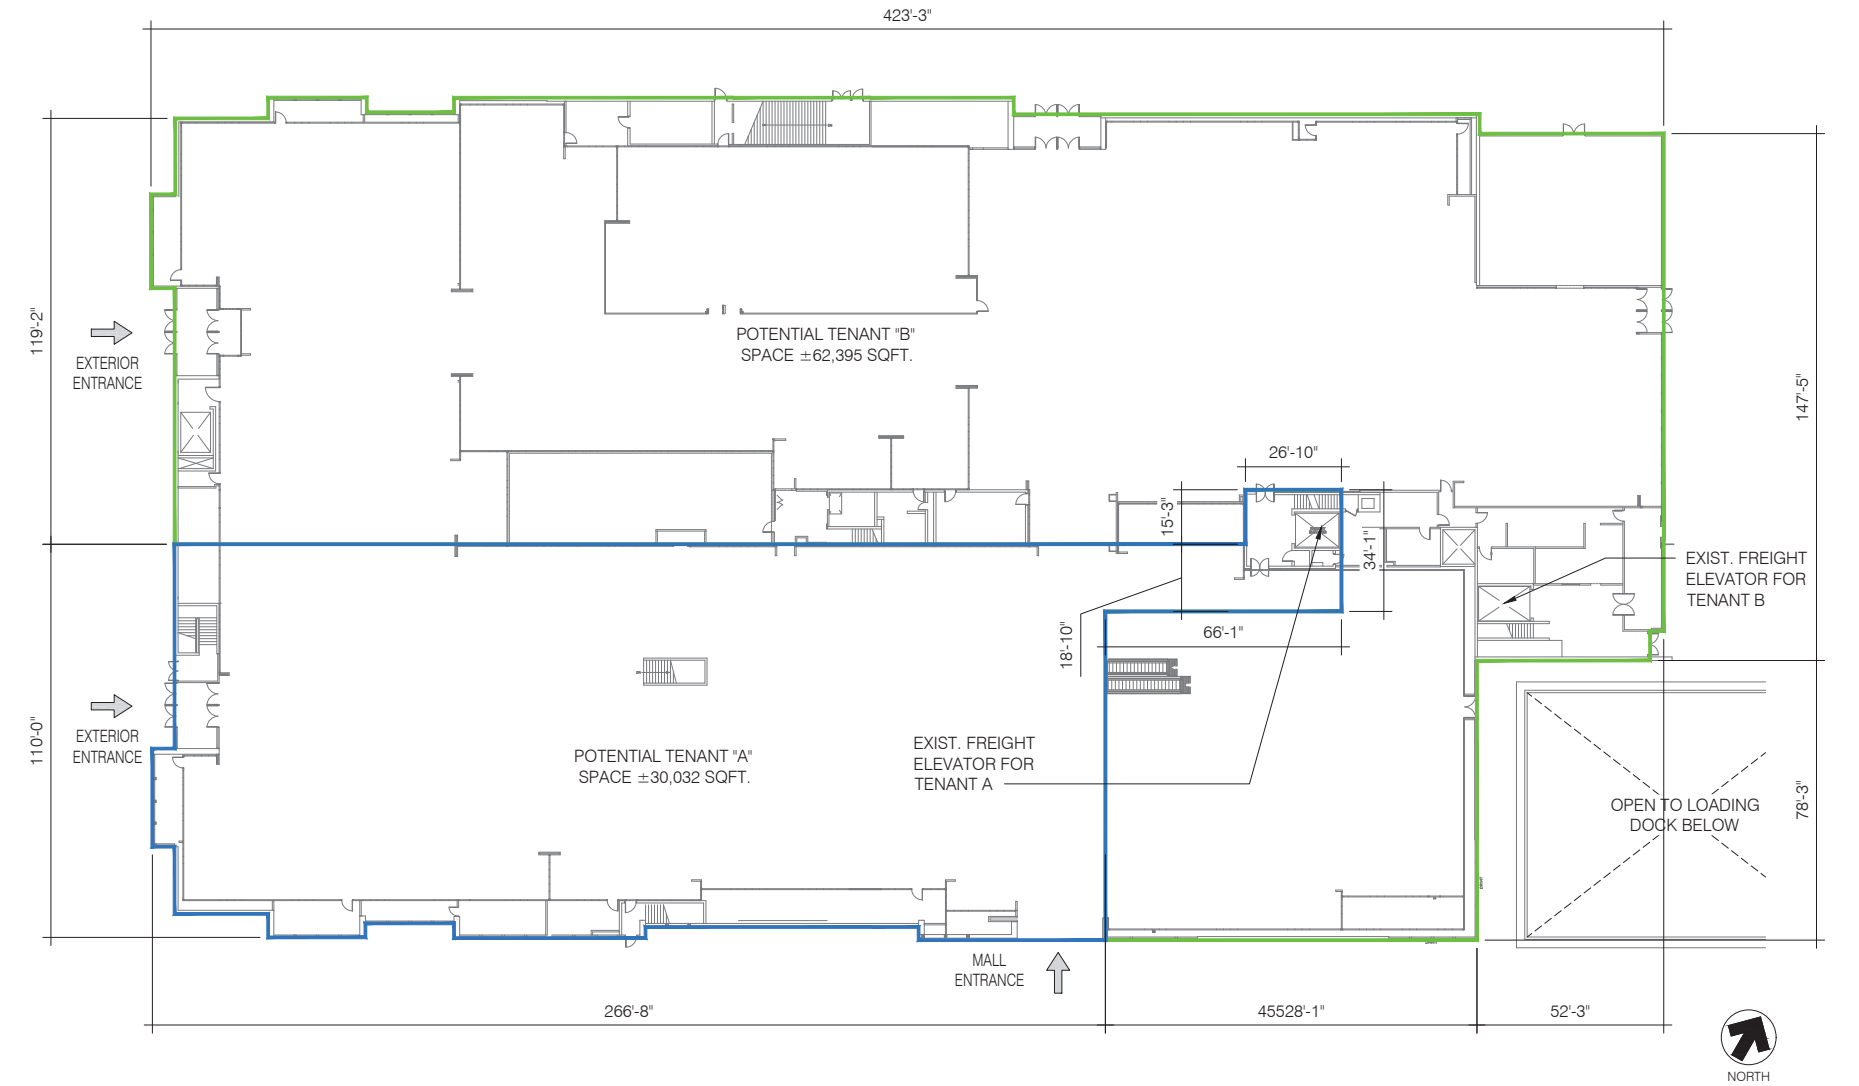 423'-3"
119'-2"
EXTERIOR
ENTRANCE
POTENTIAL TENANT "B"
SPACE ±62,395 SQFT.
147'-5"
26'-10"
15'-3"
34'-1"
EXIST. FREIGHT
ELEVATOR FOR
TENANT B
18'-10"
66'-1"
110'-0"
EXTERIOR
ENTRANCE
POTENTIAL TENANT "A"
SPACE ±30,032 SQFT.
EXIST. FREIGHT
ELEVATOR FOR
TENANT A
OPEN TO LOADING
DOCK BELOW
78'-3"
MALL
ENTRANCE
266'-8"
45528'-1"
52'-3"
NORTH